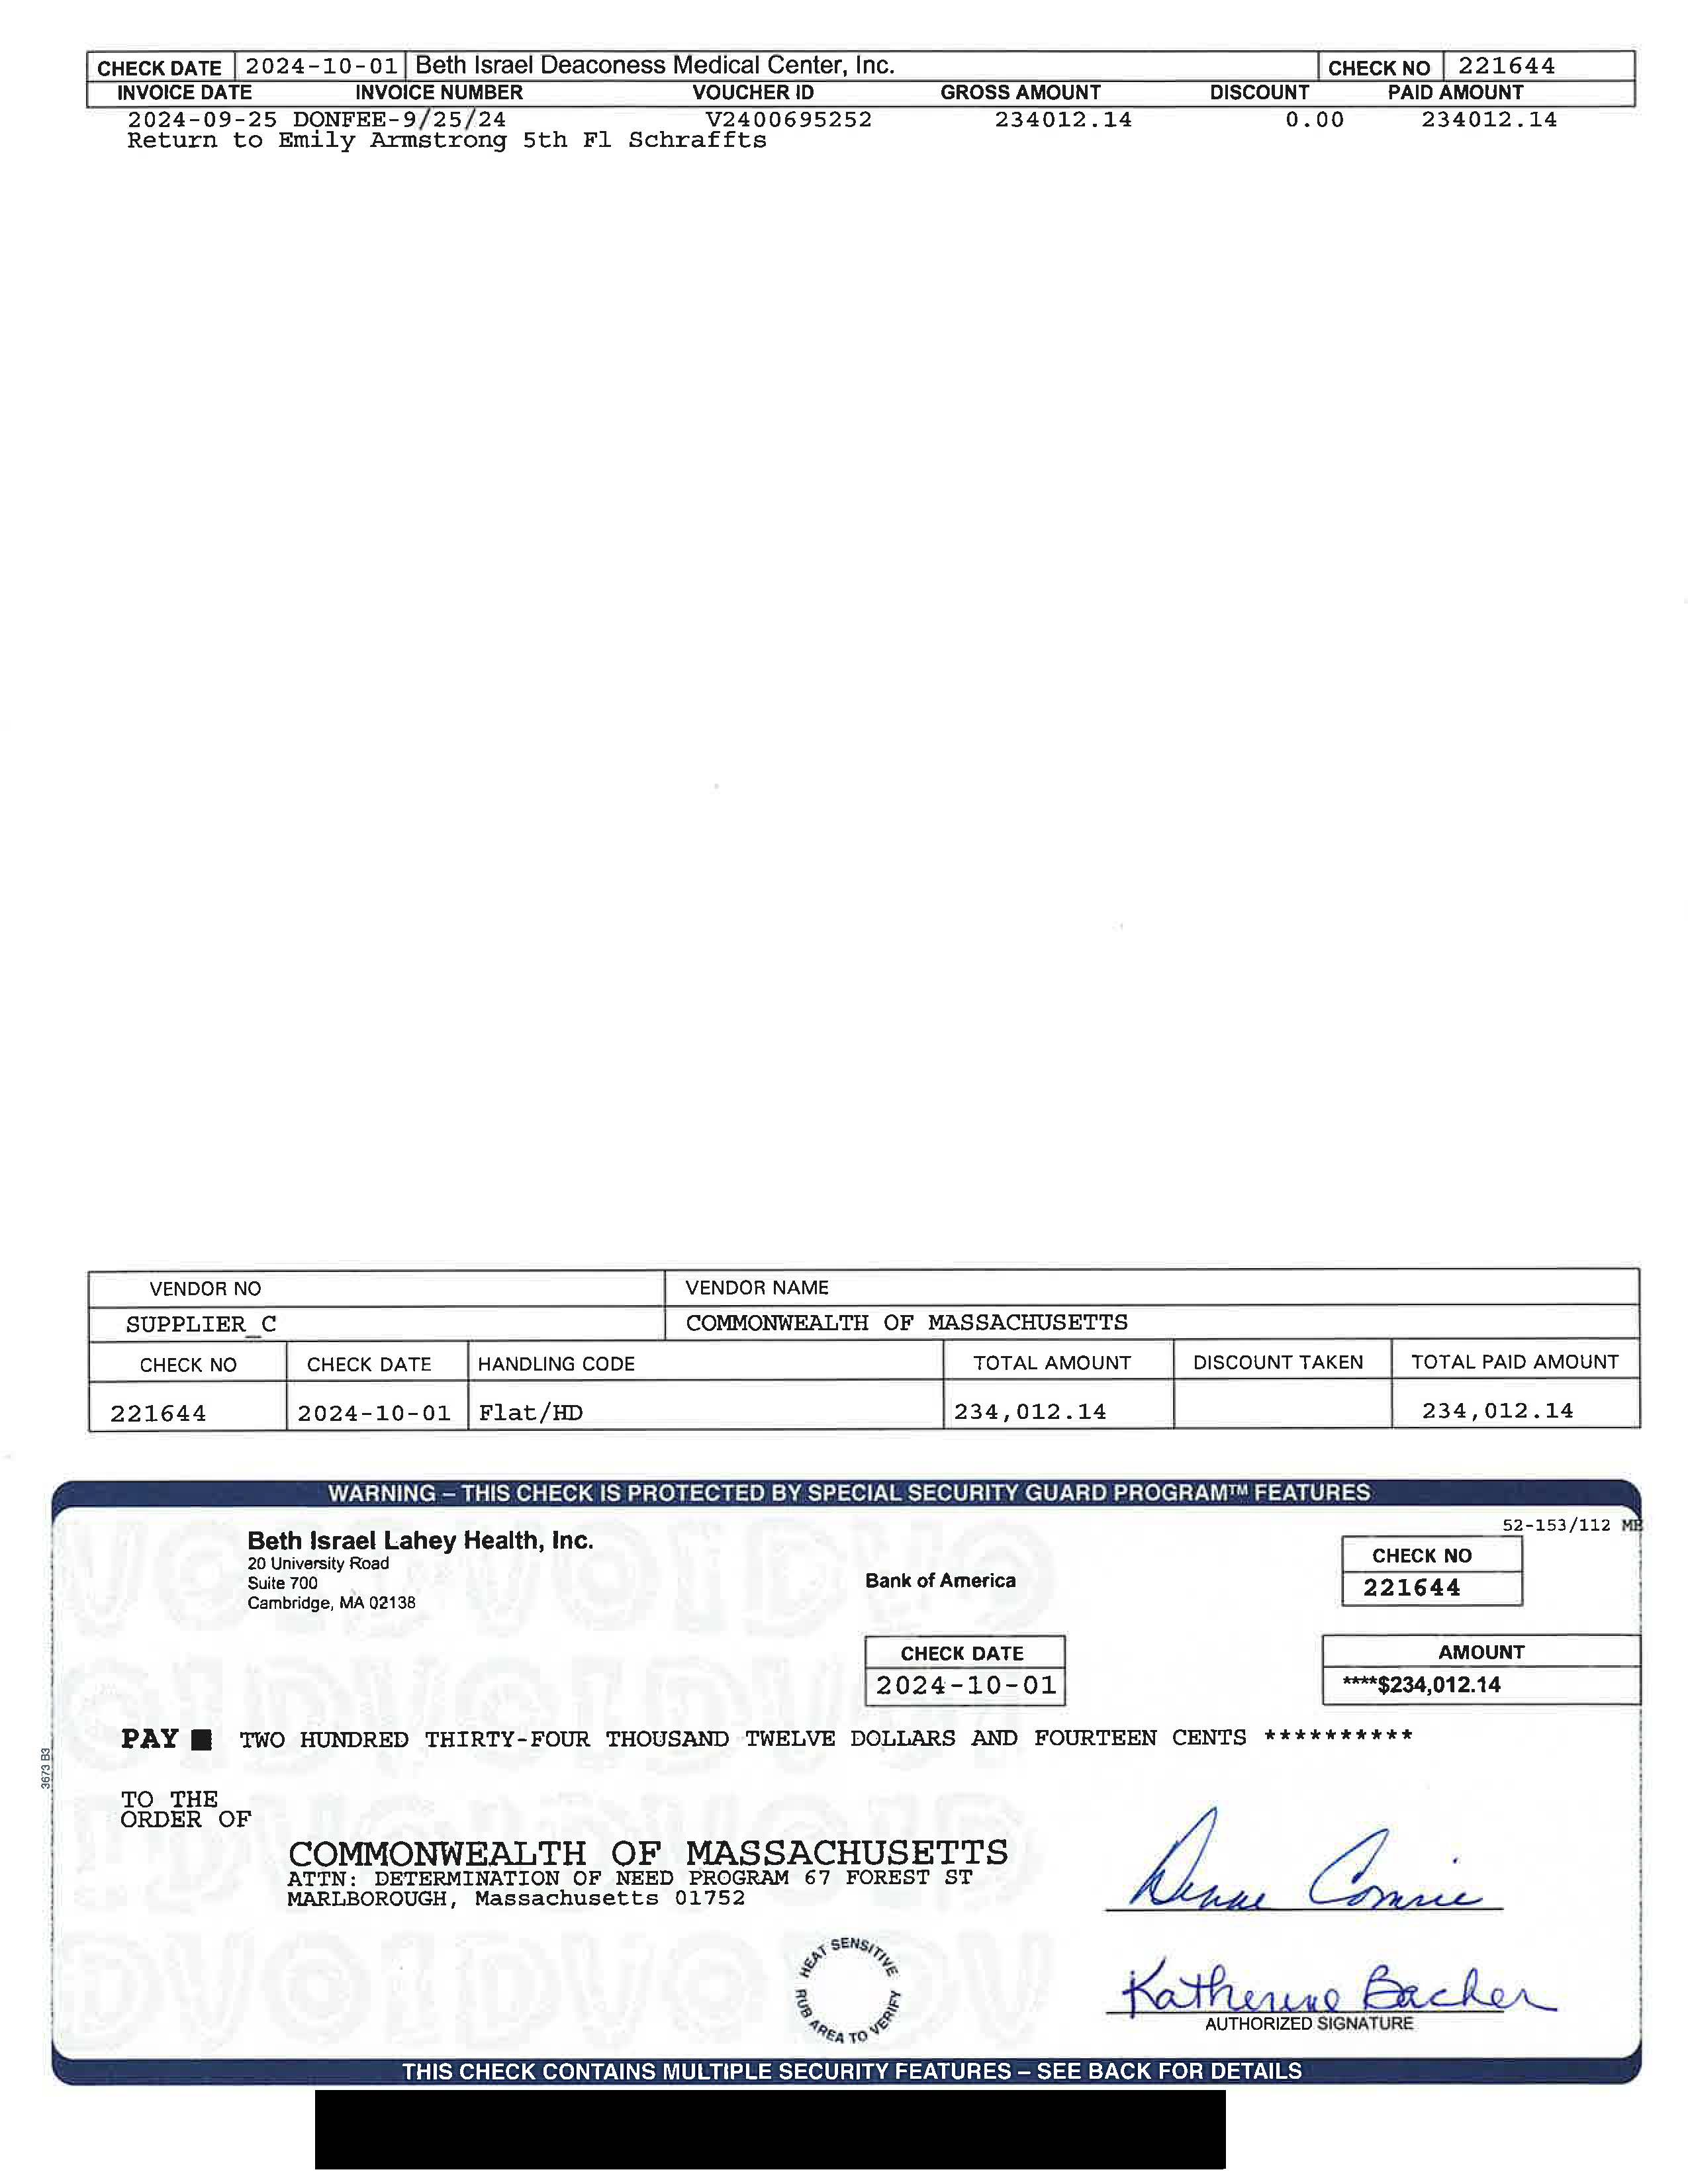 CHECK DATE 2024-10-01 Beth Israel Deaconess Medical Center, Inc. CHECK NO 221644
INVOICE DATE INVOICE NUMBER VOUCHER ID GROSS AMOUNT DISCOUNT PAID AMOUNT
2024-09-25 DONFEE-9/25/24 V2400695252 234012.14 0.00 234012.14
Return to Emily Armstrong 5th Fl Schraffts
VENDOR NO VENDOR NAME
SUPPLIER_C COMMONWEALTH OF MASSACHUSETTS
CHECK NO CHECK DATE HANDLING CODE TOTAL AMOUNT DISCOUNT TAKEN TOTAL PAID AMOUNT
221644 2024-10-01 Flat/HD 234,012.14 234,012.14
WARNING – THIS CHECK IS PROTECTED BY SPECIAL SECURITY GUARD PROGRAM™ FEATURES
52-153/112 ME
Beth Israel Lahey Health, Inc.
20 University Road
Suite 700
Cambridge, MA 02138
Bank of America
CHECK NO
221644
CHECK DATE
2024-10-01
AMOUNT
****$234,012.14
PAY ■ TWO HUNDRED THIRTY-FOUR THOUSAND TWELVE DOLLARS AND FOURTEEN CENTS **********
3673 B3
TO THE
ORDER OF
COMMONWEALTH OF MASSACHUSETTS
ATTN: DETERMINATION OF NEED PROGRAM 67 FOREST ST
MARLBOROUGH, Massachusetts 01752
HEAT SENSITIVE
RUB AREA TO VERIFY
Katherine Bacher
AUTHORIZED SIGNATURE
THIS CHECK CONTAINS MULTIPLE SECURITY FEATURES – SEE BACK FOR DETAILS